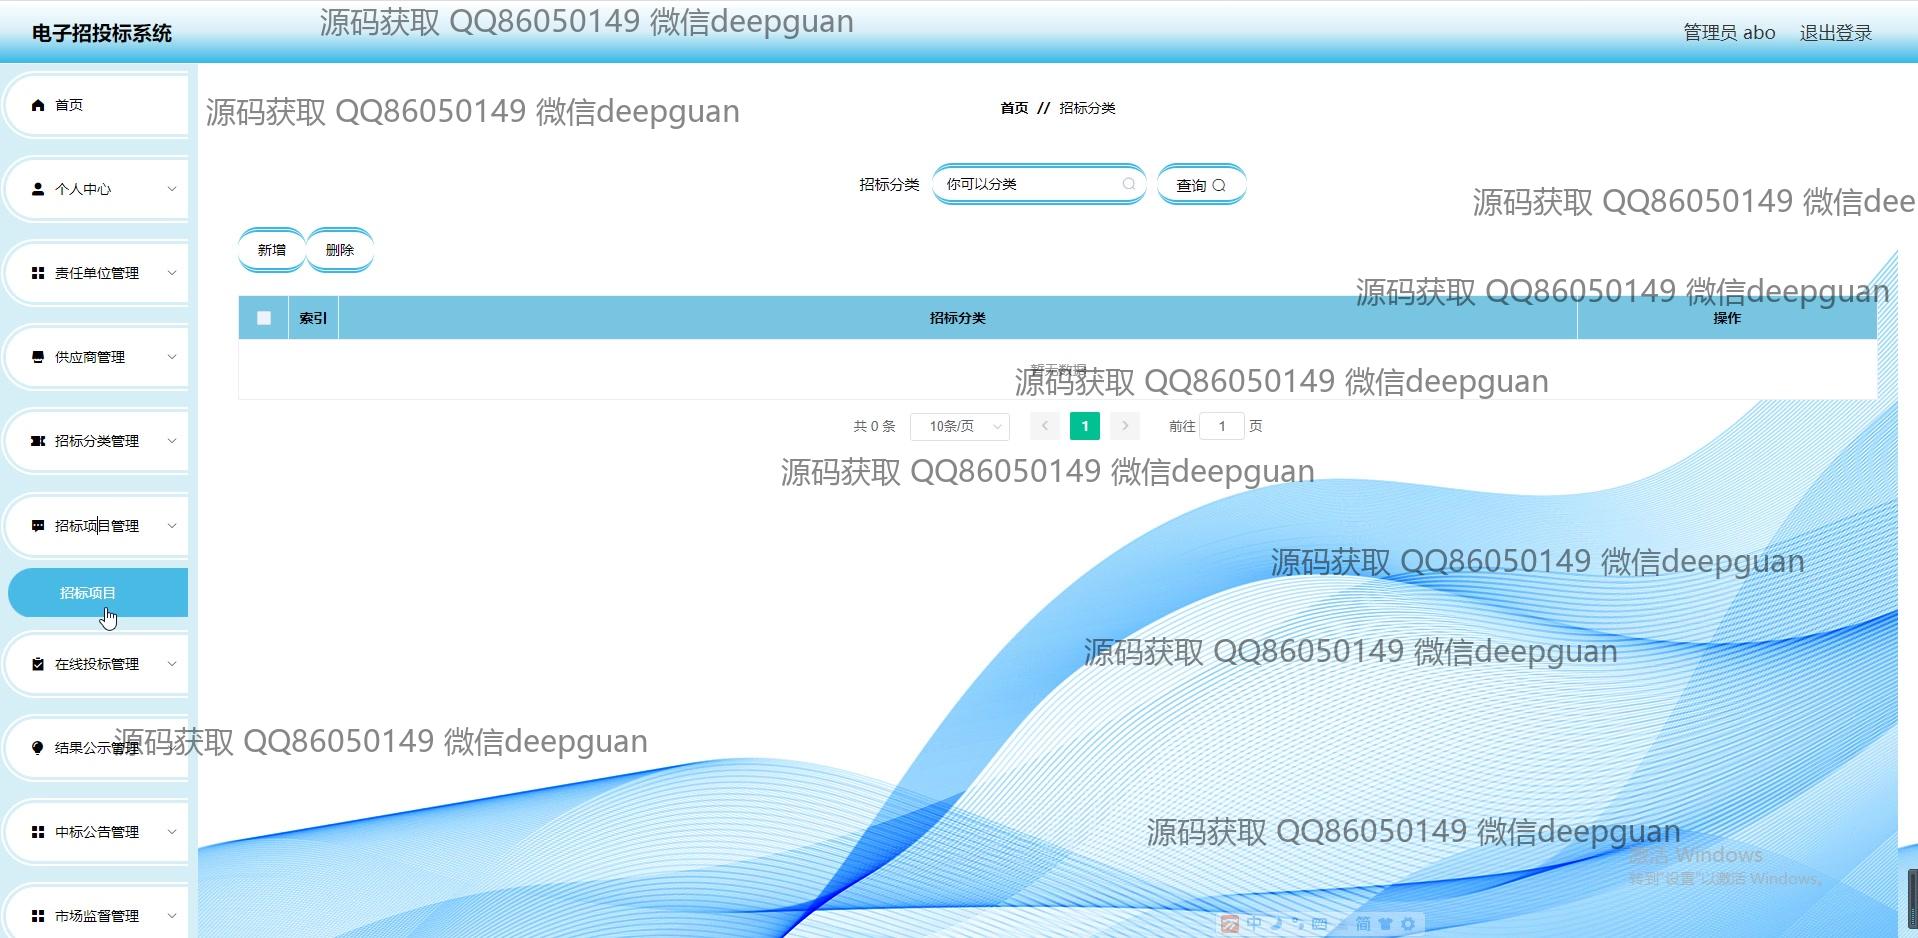 电子招投标系统
源码获取 QQ86050149 微信deepguan
管理员 abo
退出登录
首页
源码获取 QQ86050149 微信deepguan
首页 // 招标分类
个人中心
招标分类
你可以分类
查询
源码获取 QQ86050149 微信dee
新增
删除
责任单位管理
源码获取 QQ86050149 微信deepguan
索引
招标分类
操作
供应商管理
暂无数据
源码获取 QQ86050149 微信deepguan
共 0 条
10条/页
1
前往
1
页
招标分类管理
源码获取 QQ86050149 微信deepguan
招标项目管理
源码获取 QQ86050149 微信deepguan
招标项目
在线投标管理
源码获取 QQ86050149 微信deepguan
结果公示管理
源码获取 QQ86050149 微信deepguan
中标公告管理
源码获取 QQ86050149 微信deepguan
激活 Windows
转到"设置"以激活 Windows。
市场监督管理
中
简